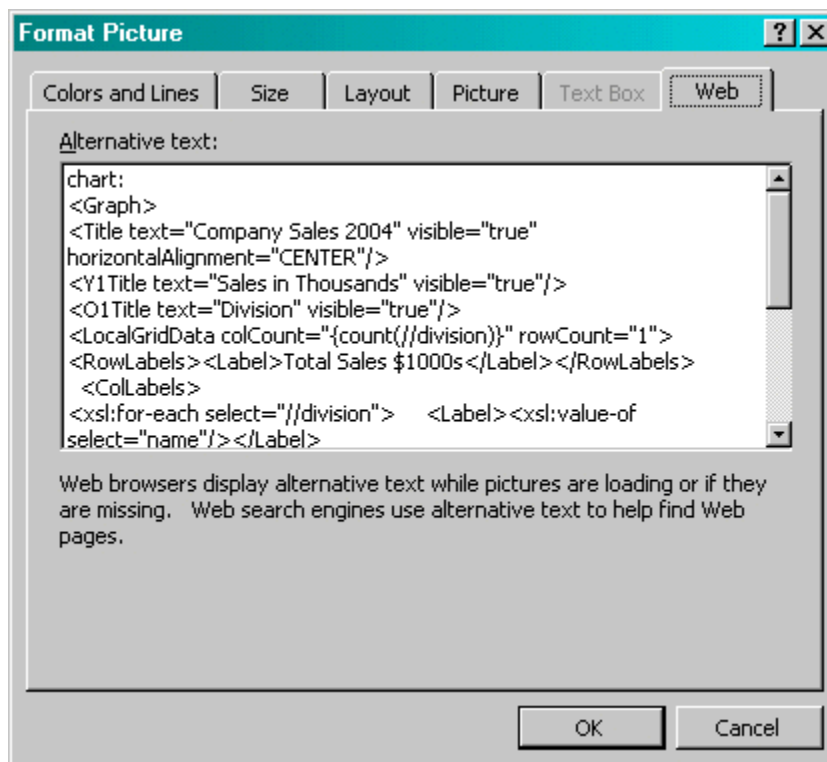 Format Picture
Colors and Lines Size Layout Picture Text Box Web
Alternative text:
chart:
<Graph>
<Title text="Company Sales 2004" visible="true"
horizontalAlignment="CENTER"/>
<Y1Title text="Sales in Thousands" visible="true"/>
<O1Title text="Division" visible="true"/>
<LocalGridData colCount="{count(//division)}" rowCount="1">
<RowLabels><Label>Total Sales $1000s</Label></RowLabels>
<ColLabels>
<xsl:for-each select="//division"> <Label><xsl:value-of
select="name"/></Label>
Web browsers display alternative text while pictures are loading or if they
are missing. Web search engines use alternative text to help find Web
pages.
OK Cancel